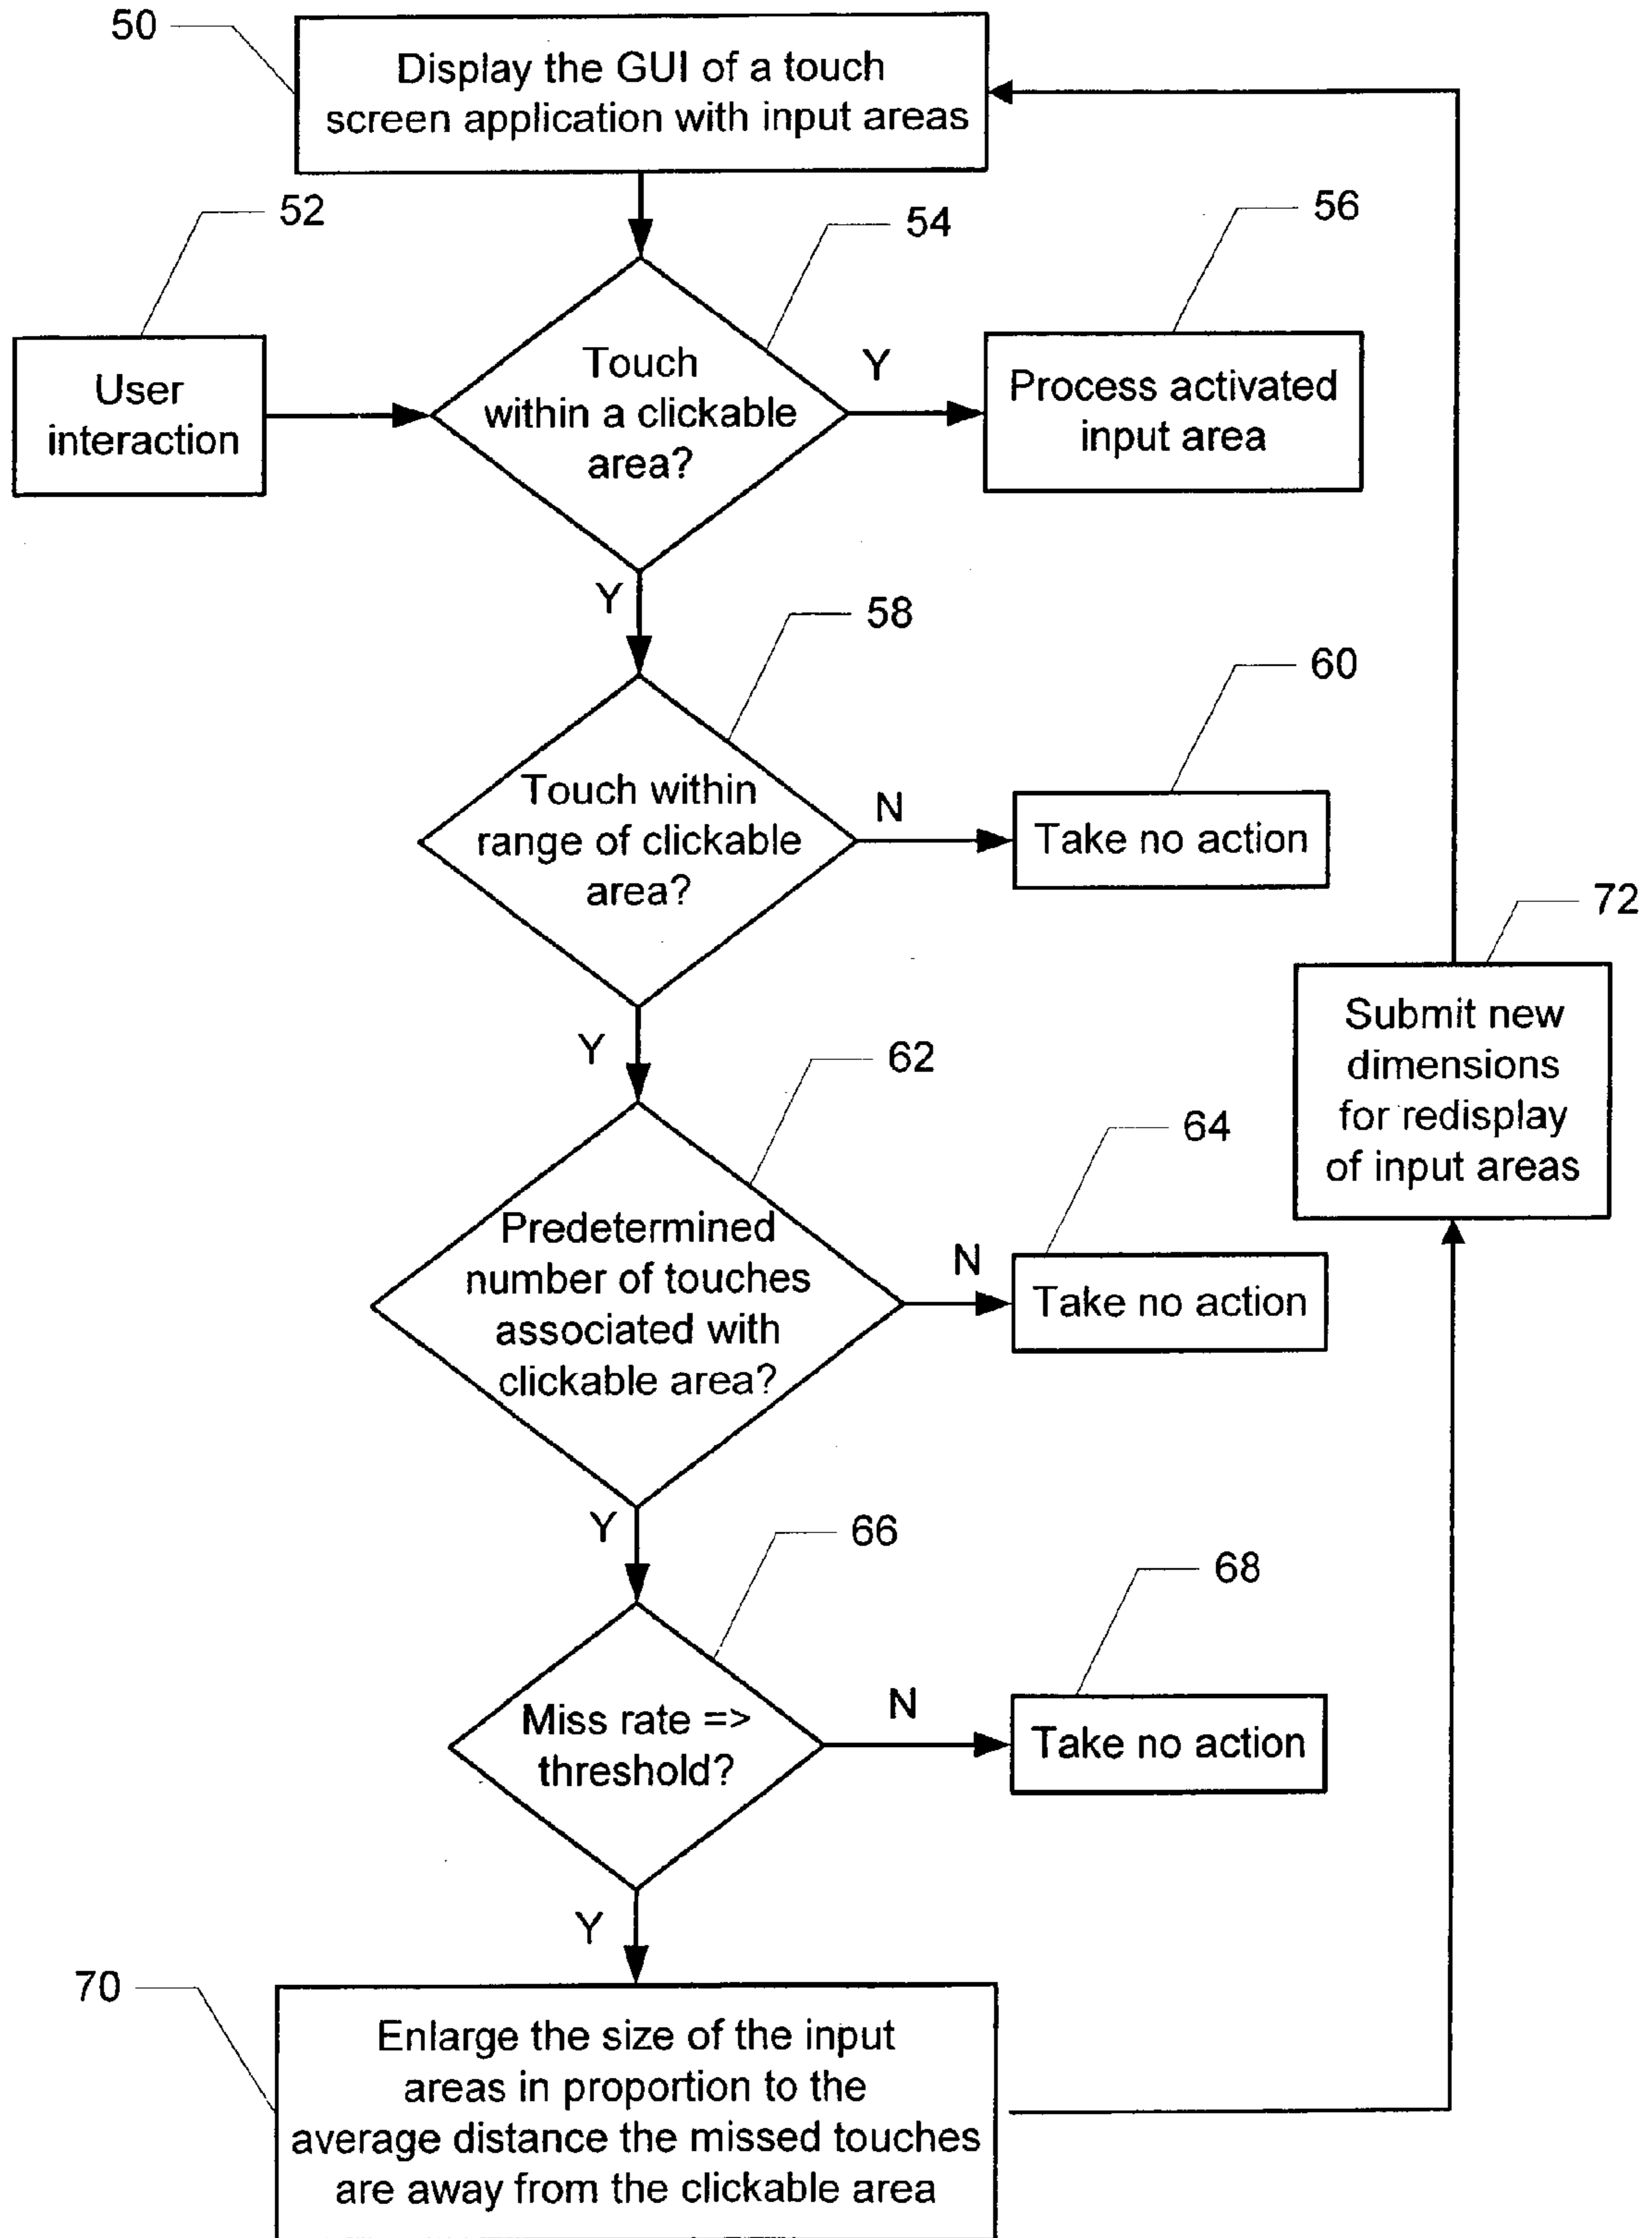 50
Display the GUI of a touch
screen application with input areas
52
54
56
User
interaction
Touch
within a clickable
area?
Y
Process activated
input area
Y
58
60
Touch within
range of clickable
area?
N
Take no action
72
Submit new
dimensions
for redisplay
of input areas
Y
62
64
Predetermined
number of touches
associated with
clickable area?
N
Take no action
Y
66
68
Miss rate =>
threshold?
N
Take no action
Y
70
Enlarge the size of the input
areas in proportion to the
average distance the missed touches
are away from the clickable area